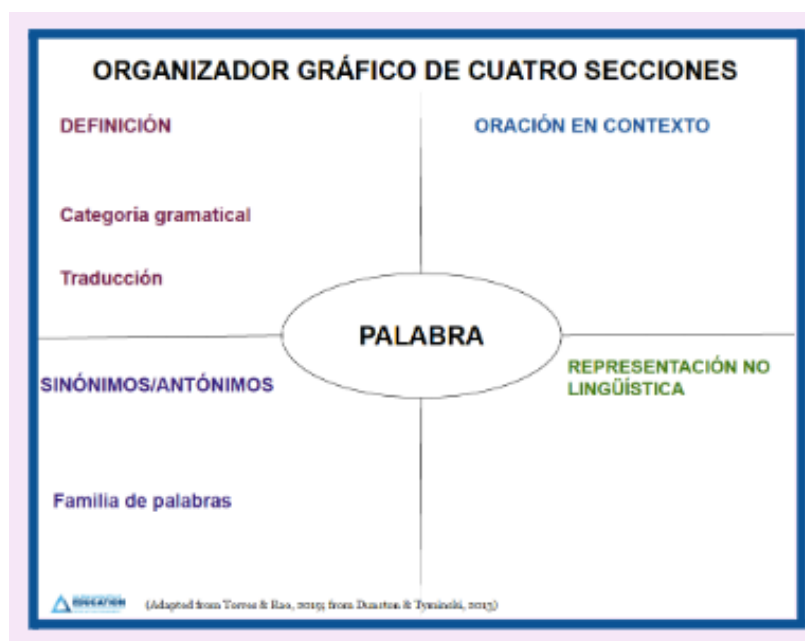 ORGANIZADOR GRÁFICO DE CUATRO SECCIONES
DEFINICIÓN
Categoría gramatical
Traducción
ORACIÓN EN CONTEXTO
PALABRA
SINÓNIMOS/ANTÓNIMOS
Familia de palabras
REPRESENTACIÓN NO
LINGÜÍSTICA
EDUCATION
(Adapted from Torres & Rao, 2019; from Dunston & Tyminski, 2013)